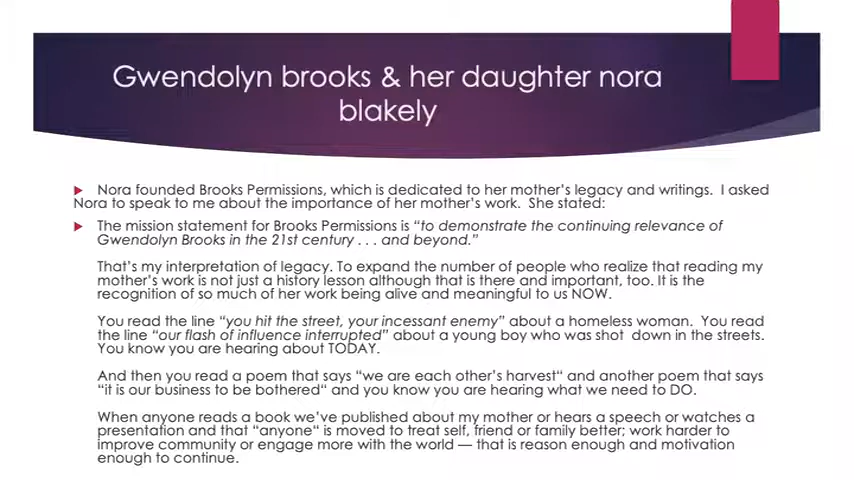 Gwendolyn brooks & her daughter nora
blakely
Nora founded Brooks Permissions, which is dedicated to her mother’s legacy and writings.  I asked
Nora to speak to me about the importance of her mother’s work.  She stated:
The mission statement for Brooks Permissions is “to demonstrate the continuing relevance of
Gwendolyn Brooks in the 21st century . . . and beyond.”
That’s my interpretation of legacy. To expand the number of people who realize that reading my
mother’s work is not just a history lesson although that is there and important, too. It is the
recognition of so much of her work being alive and meaningful to us NOW.
You read the line “you hit the street, your incessant enemy” about a homeless woman.  You read
the line “our flash of influence interrupted” about a young boy who was shot  down in the streets.
You know you are hearing about TODAY.
And then you read a poem that says “we are each other’s harvest“ and another poem that says
“it is our business to be bothered“ and you know you are hearing what we need to DO.
When anyone reads a book we’ve published about my mother or hears a speech or watches a
presentation and that “anyone“ is moved to treat self, friend or family better; work harder to
improve community or engage more with the world — that is reason enough and motivation
enough to continue.